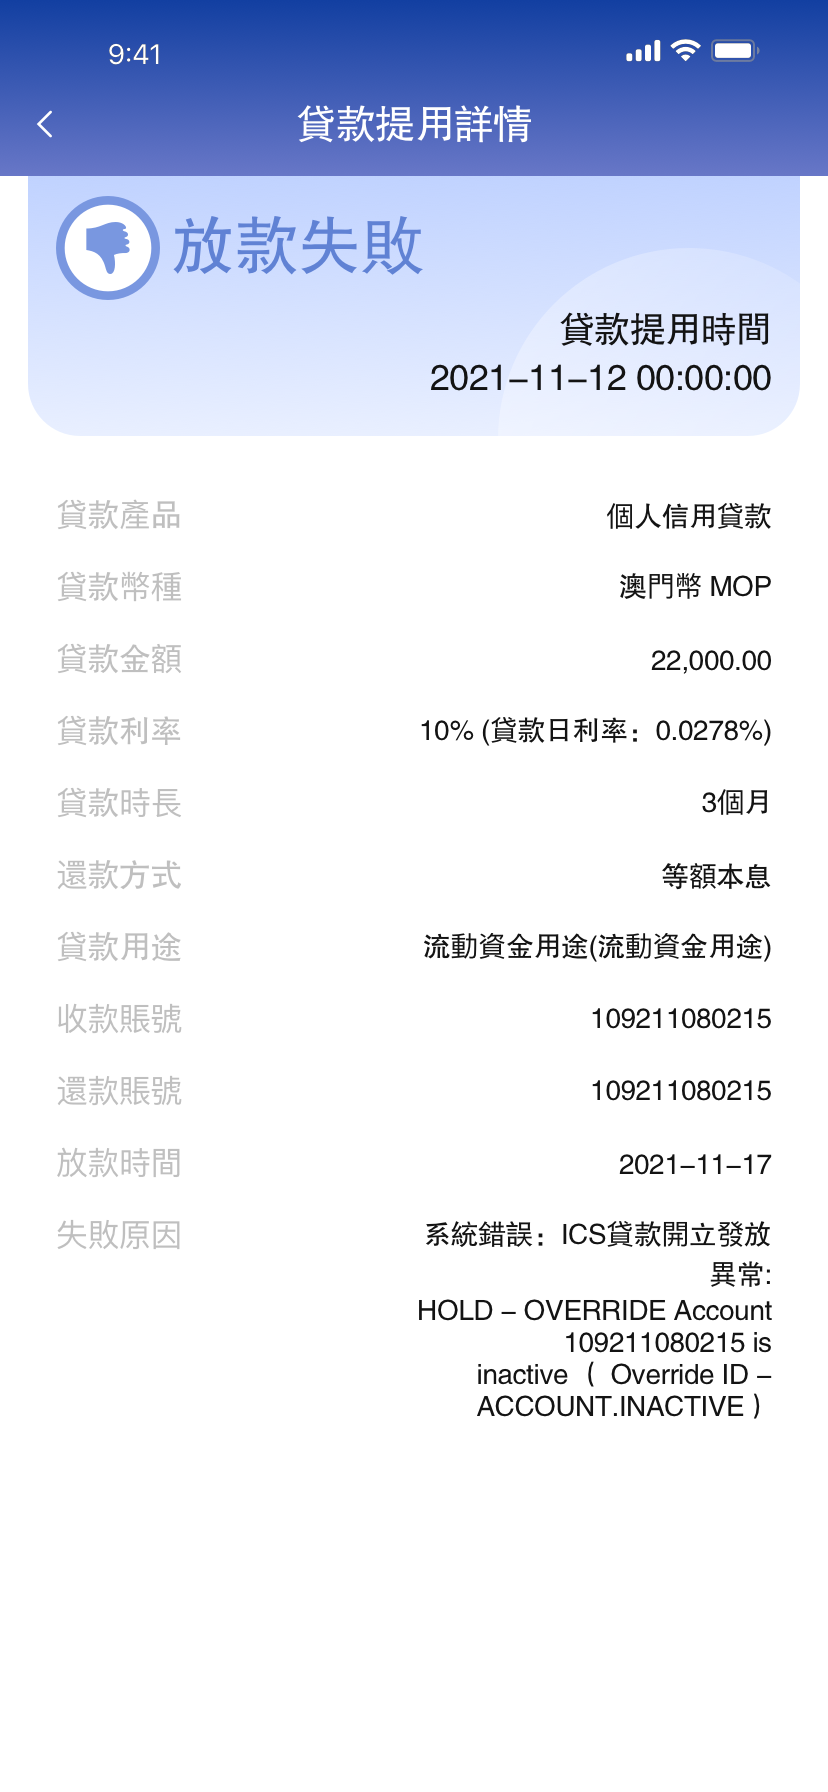 9:41
貸款提用詳情
放款失敗
貸款提用時間
2021-11-12 00:00:00
貸款產品 個人信用貸款
貸款幣種 澳門幣 MOP
貸款金額 22,000.00
貸款利率 10% (貸款日利率：0.0278%)
貸款時長 3個月
還款方式 等額本息
貸款用途 流動資金用途(流動資金用途)
收款賬號 109211080215
還款賬號 109211080215
放款時間 2021-11-17
失敗原因 系統錯誤：ICS貸款開立發放
異常:
HOLD - OVERRIDE Account
109211080215 is
inactive（ Override ID -
ACCOUNT.INACTIVE ）